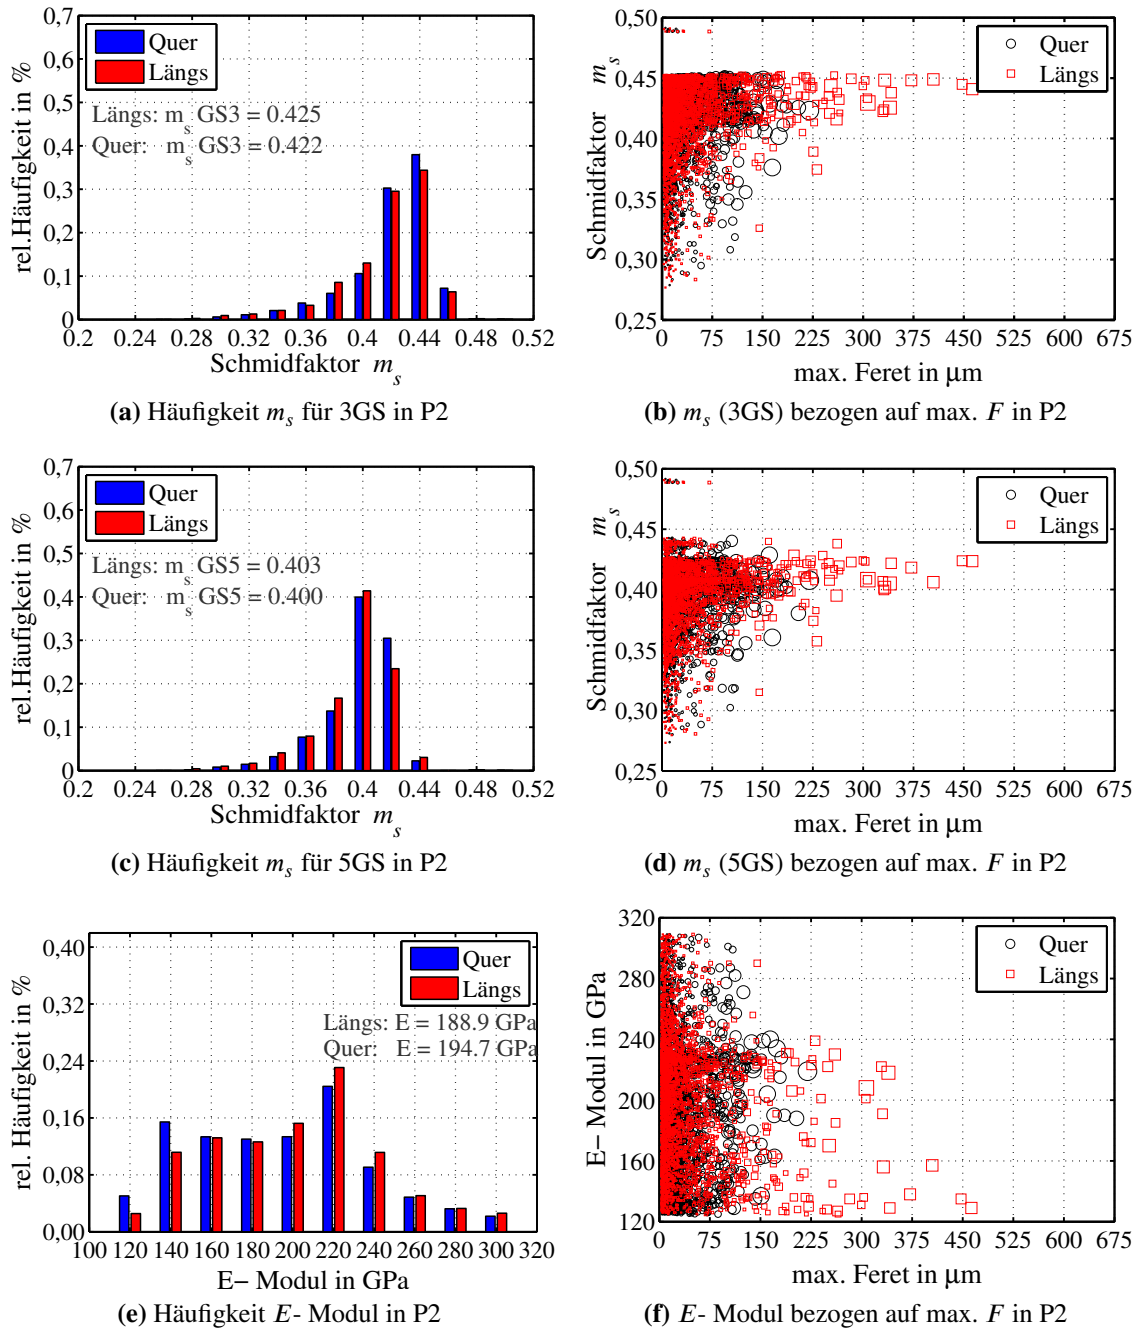 0,7
0,6
0,5
0,4
0,3
0,2
0,1
0
rel.Häufigkeit in %
Quer
Längs
Längs: m_s GS3 = 0.425
Quer: m_s GS3 = 0.422
0.2 0.24 0.28 0.32 0.36 0.4 0.44 0.48 0.52
Schmidfaktor m_s
(a) Häufigkeit m_s für 3GS in P2
0,50
0,45
0,40
0,35
0,30
0,25
Schmidfaktor m_s
Quer
Längs
0 75 150 225 300 375 450 525 600 675
max. Feret in µm
(b) m_s (3GS) bezogen auf max. F in P2
0,7
0,6
0,5
0,4
0,3
0,2
0,1
0
rel.Häufigkeit in %
Quer
Längs
Längs: m_s GS5 = 0.403
Quer: m_s GS5 = 0.400
0.2 0.24 0.28 0.32 0.36 0.4 0.44 0.48 0.52
Schmidfaktor m_s
(c) Häufigkeit m_s für 5GS in P2
0,50
0,45
0,40
0,35
0,30
0,25
Schmidfaktor m_s
Quer
Längs
0 75 150 225 300 375 450 525 600 675
max. Feret in µm
(d) m_s (5GS) bezogen auf max. F in P2
0,40
0,32
0,24
0,16
0,08
0,00
rel. Häufigkeit in %
Quer
Längs
Längs: E = 188.9 GPa
Quer: E = 194.7 GPa
100 120 140 160 180 200 220 240 260 280 300 320
E– Modul in GPa
(e) Häufigkeit E- Modul in P2
320
280
240
200
160
120
E– Modul in GPa
Quer
Längs
0 75 150 225 300 375 450 525 600 675
max. Feret in µm
(f) E- Modul bezogen auf max. F in P2